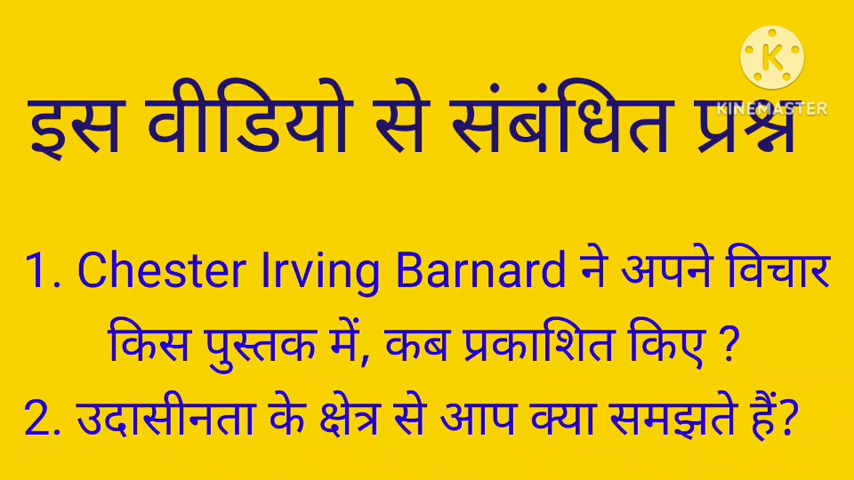 KINEMASTER
इस वीडियो से संबंधित प्रश्न
1. Chester Irving Barnard ने अपने विचार
किस पुस्तक में, कब प्रकाशित किए ?
2. उदासीनता के क्षेत्र से आप क्या समझते हैं?